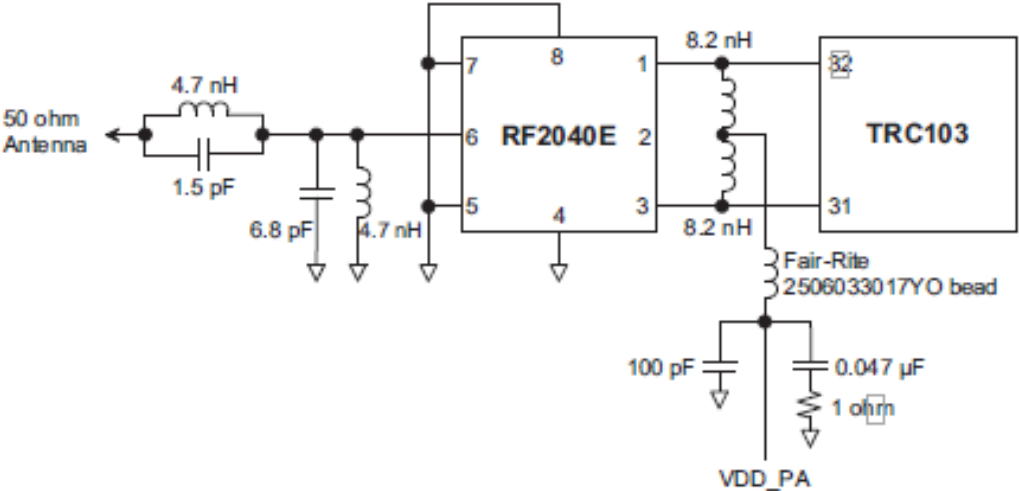 8.2 nH
7
8
1
32
4.7 nH
50 ohm
Antenna
6
RF2040E
2
TRC103
1.5 pF
6.8 pF
4.7 nH
5
4
3
31
8.2 nH
Fair-Rite
2506033017YO bead
100 pF
0.047 µF
1 ohm
VDD_PA